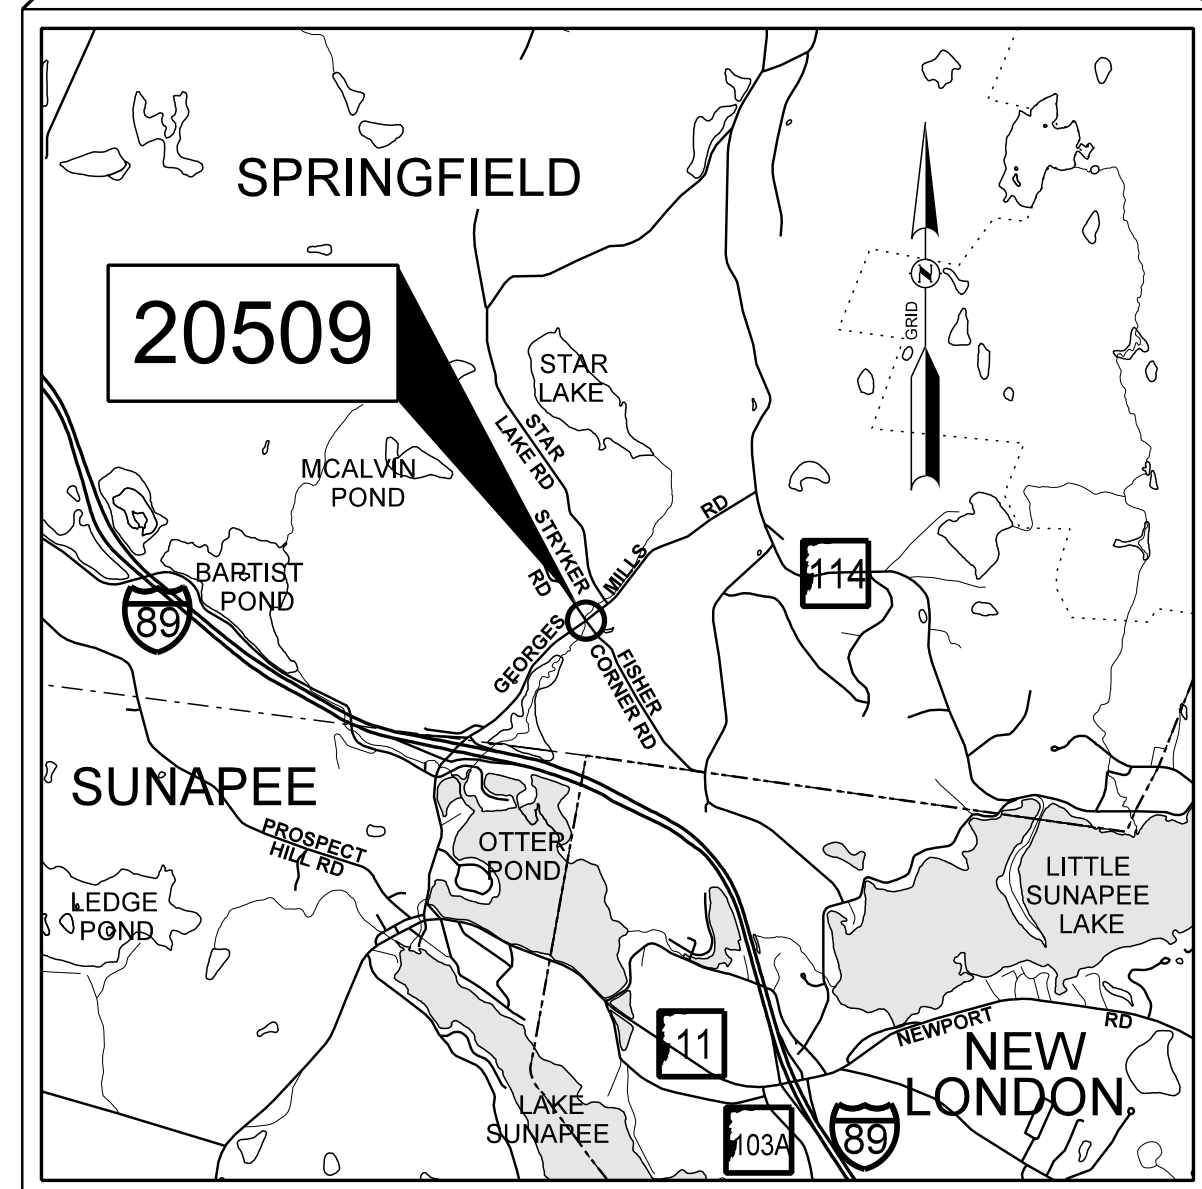 SPRINGFIELD
N
GRID
20509
STAR
LAKE
STAR
LAKE RD
MCALVIN
POND
STRYKER
RD
GEORGES
MILLS
RD
114
BAPTIST
POND
89
FISHER
CORNER RD
SUNAPEE
PROSPECT
HILL RD
OTTER
POND
LEDGE
POND
LITTLE
SUNAPEE
LAKE
NEWPORT
RD
11
NEW
LONDON
LAKE
SUNAPEE
103A
89